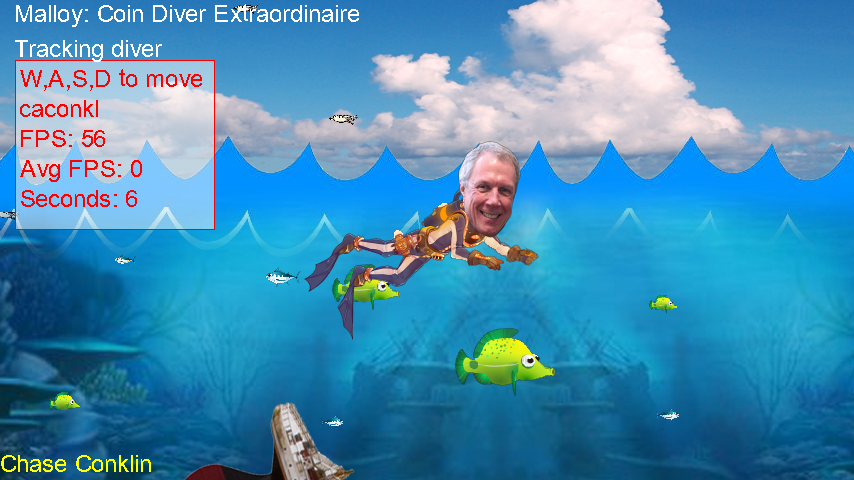 Malloy: Coin Diver Extraordinaire
Tracking diver
W,A,S,D to move
caconkl
FPS: 56
Avg FPS: 0
Seconds: 6
Chase Conklin